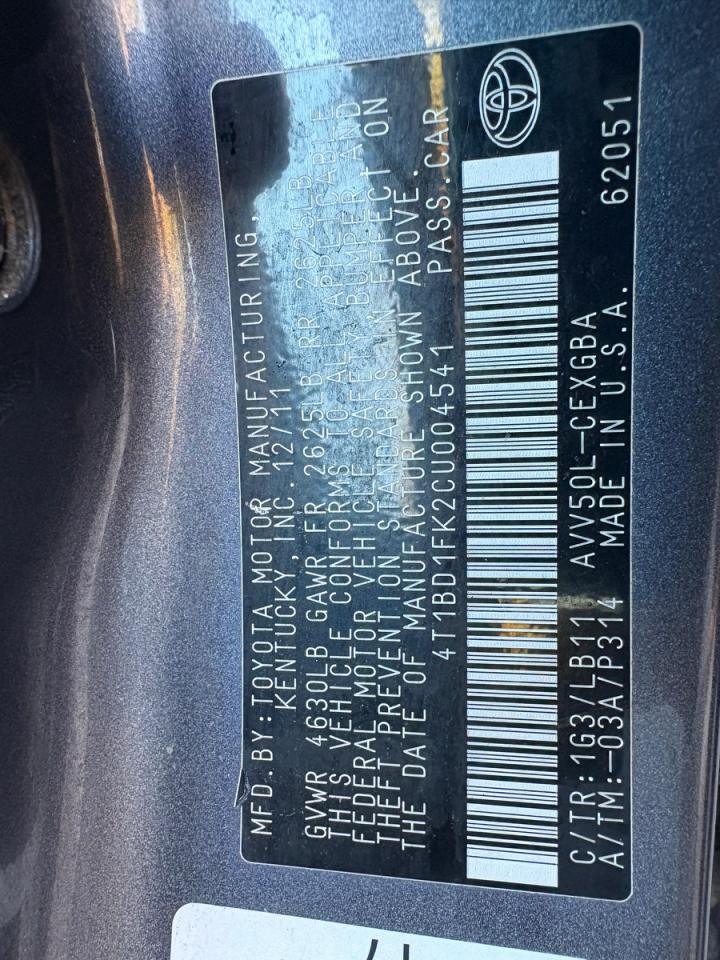 MFD.BY:TOYOTA MOTOR MANUFACTURING,
KENTUCKY,INC.12/11
GVWR 4630LB GAWR FR 2625LB RR 2625LB
THIS VEHICLE CONFORMS TO ALL APPLICABLE
FEDERAL MOTOR VEHICLE SAFETY,BUMPER,AND
THEFT PREVENTION STANDARDS IN EFFECT ON
THE DATE OF MANUFACTURE SHOWN ABOVE.
4T1BD1FK2CU004541 PASS.CAR
C/TR:1G3/LB11 AVV50L-CEXGBA
A/TM:-03A/P314 MADE IN U.S.A. 62051